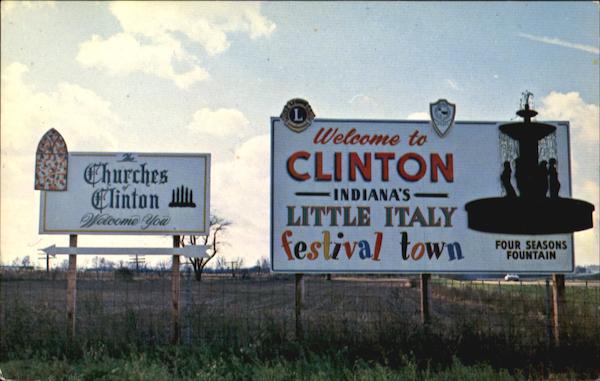 The
Churches
of
Clinton
Welcome You
L
Welcome to
CLINTON
INDIANA'S
LITTLE ITALY
festival town
FOUR SEASONS
FOUNTAIN